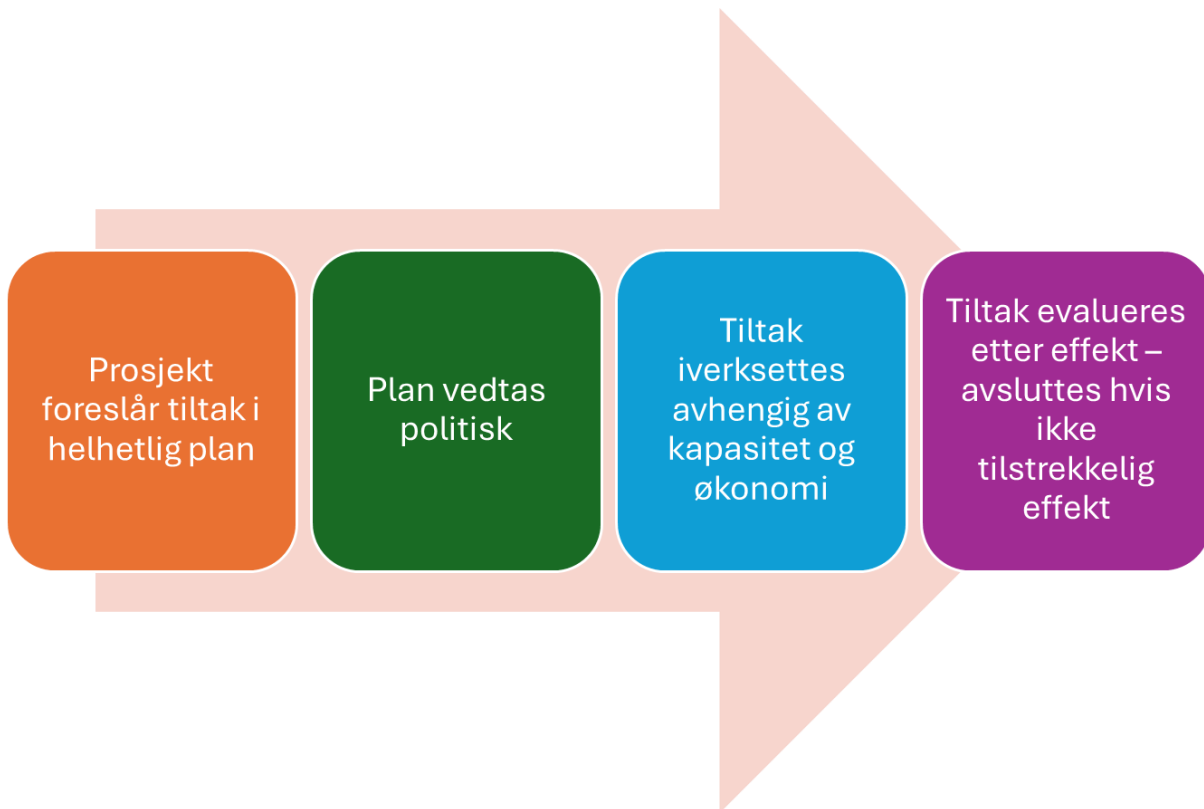 Prosjekt
foreslår tiltak i
helhetlig plan
Plan vedtas
politisk
Tiltak
iverksettes
avhengig av
kapasitet og
økonomi
Tiltak evalueres
etter effekt –
avsluttes hvis
ikke
tilstrekkelig
effekt